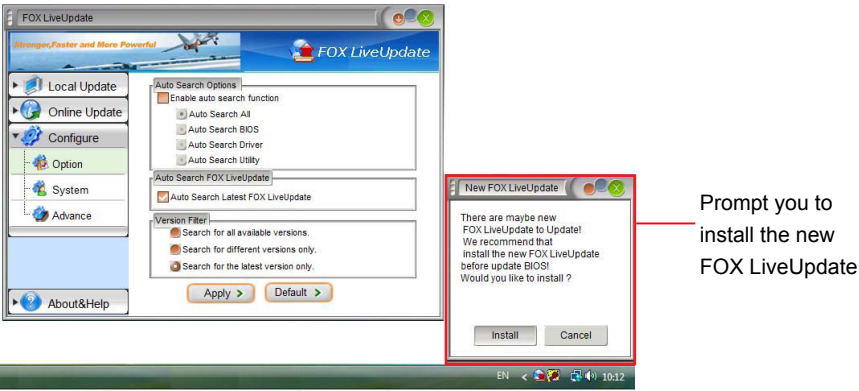 FOX LiveUpdate
Stronger,Faster and More Powerful
FOX LiveUpdate
Local Update
Online Update
Configure
Option
System
Advance
About&Help
Auto Search Options
Enable auto search function
Auto Search All
Auto Search BIOS
Auto Search Driver
Auto Search Utility
Auto Search FOX LiveUpdate
Auto Search Latest FOX LiveUpdate
Version Filter
Search for all available versions.
Search for different versions only.
Search for the latest version only.
Apply >
Default >
New FOX LiveUpdate
There are maybe new
FOX LiveUpdate to Update!
We recommend that
install the new FOX LiveUpdate
before update BIOS!
Would you like to install ?
Install
Cancel
Prompt you to
install the new
FOX LiveUpdate
EN < 10:12